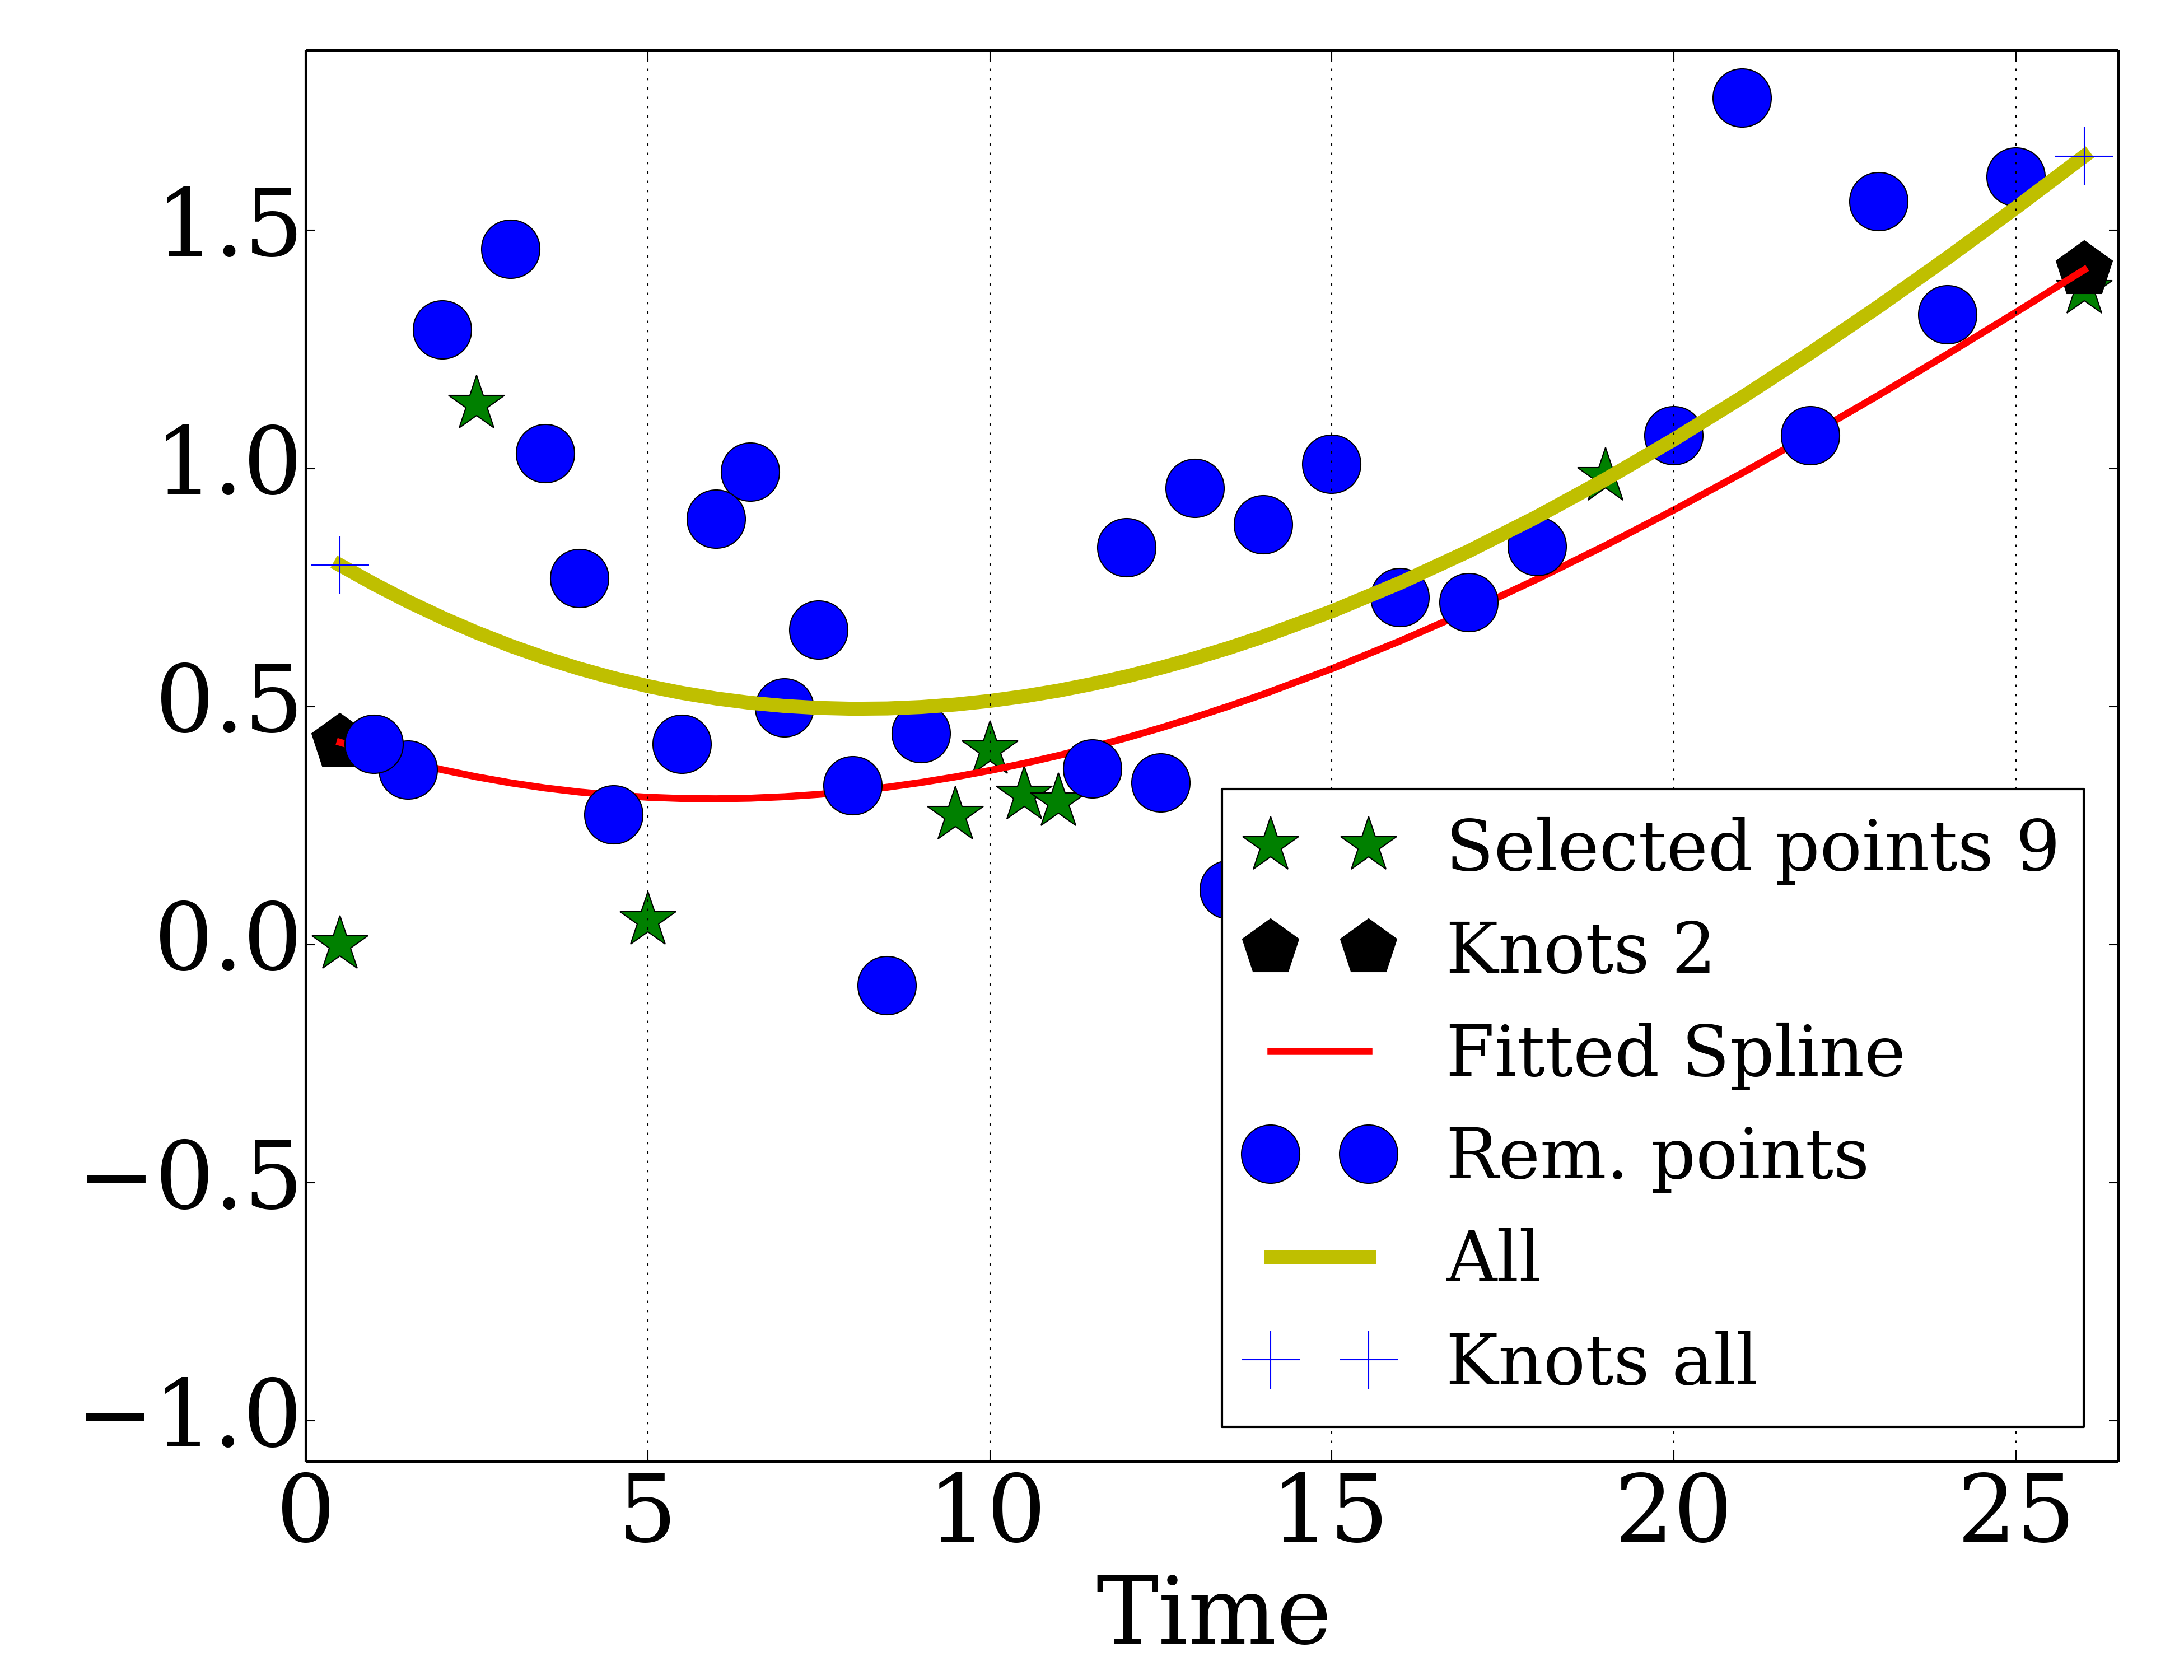 1.5
1.0
0.5
0.0
−0.5
−1.0
0 5 10 15 20 25
Time
Selected points 9
Knots 2
Fitted Spline
Rem. points
All
Knots all